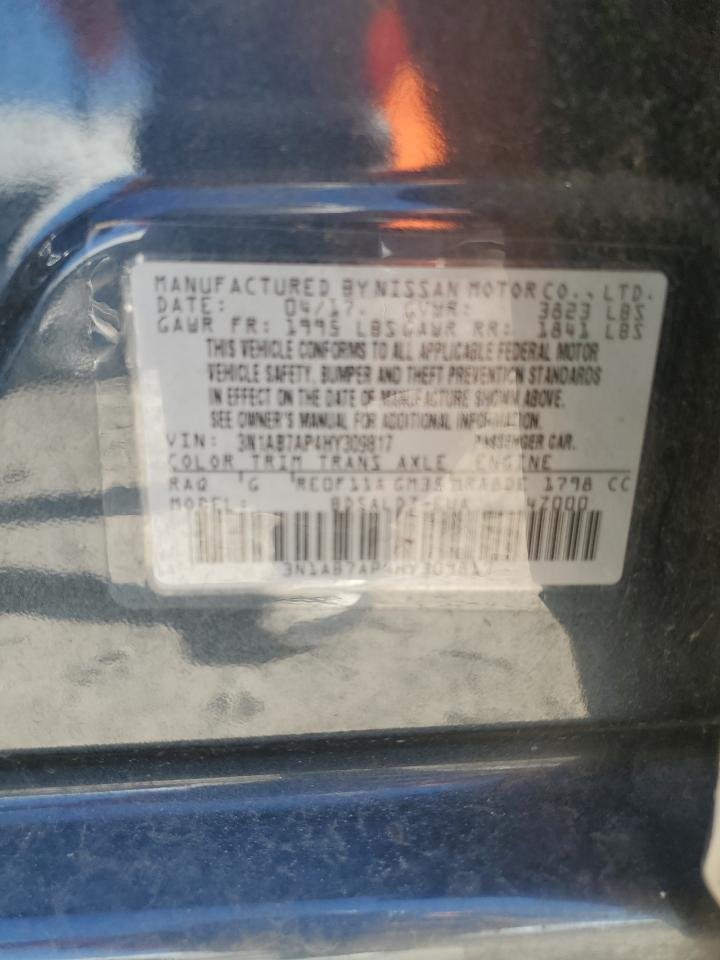 MANUFACTURED BY NISSAN MOTOR CO., LTD.
DATE: 04/17. GVWR: 3823 LBS
GAWR FR: 1995 LBS GAWR RR: 1841 LBS
THIS VEHICLE CONFORMS TO ALL APPLICABLE FEDERAL MOTOR
VEHICLE SAFETY, BUMPER AND THEFT PREVENTION STANDARDS
IN EFFECT ON THE DATE OF MANUFACTURE SHOWN ABOVE.
SEE OWNER'S MANUAL FOR ADDITIONAL INFORMATION.
VIN: 3N1AB7AP4HY309817 PASSENGER CAR.
COLOR TRIM TRANS AXLE ENGINE
RAQ G RE0F11A GM38 MRA8DE 1798 CC
MODEL:
3N1AB7AP4HY309817